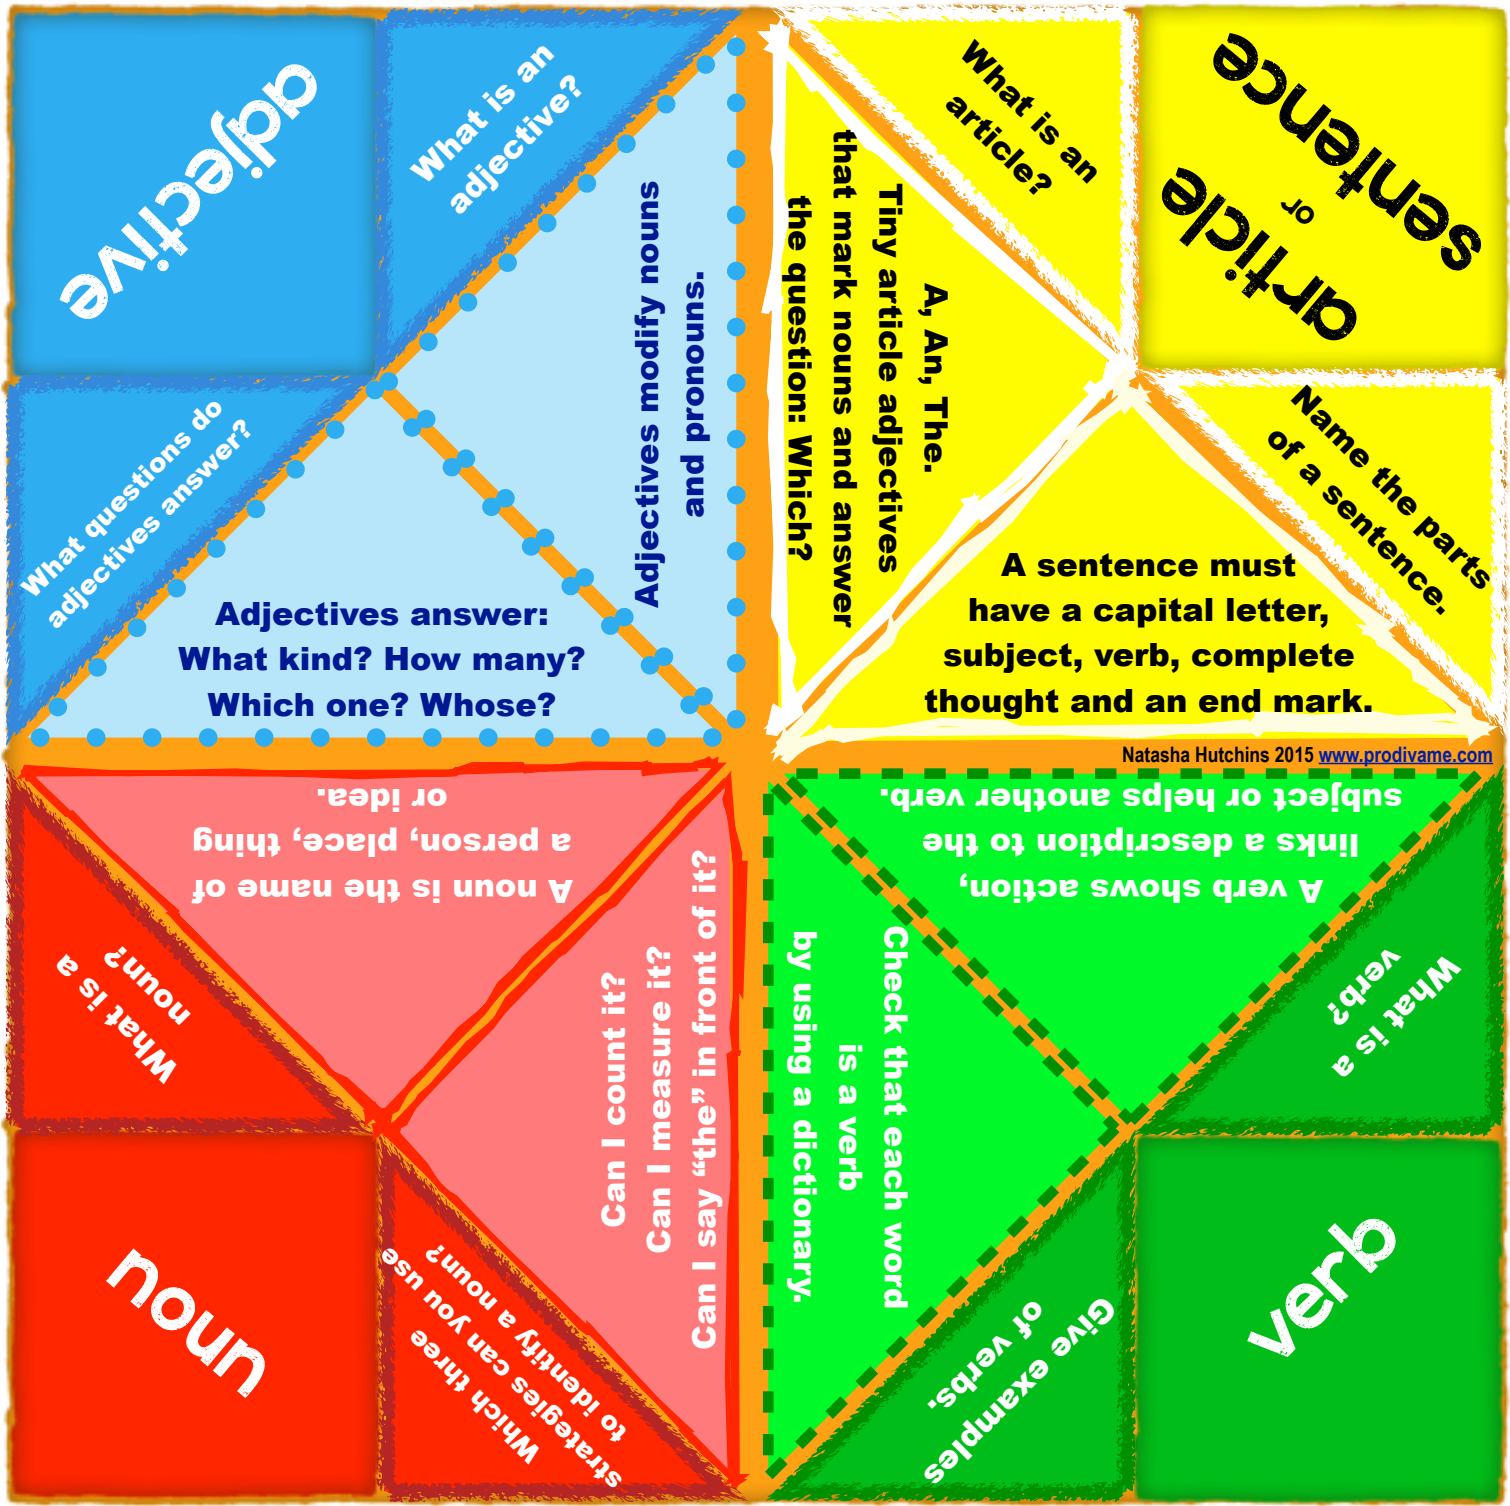 adjective
What is an
adjective?
What questions do
adjectives answer?
Adjectives modify nouns
and pronouns.
Adjectives answer:
What kind? How many?
Which one? Whose?
What is an
article?
article
or
sentence
Name the parts
of a sentence.
A, An, The.
Tiny article adjectives
that mark nouns and answer
the question: Which?
A sentence must
have a capital letter,
subject, verb, complete
thought and an end mark.
Natasha Hutchins 2015 www.prodivame.com
A noun is the name of
a person, place, thing
or idea.
What is a
noun?
Can I count it?
Can I measure it?
Can I say “the” in front of it?
noun
Which three
strategies can you use
to identify a noun?
A verb shows action,
links a description to the
subject or helps another verb.
What is a
verb?
Check that each word
is a verb
by using a dictionary.
Give examples
of verbs.
verb